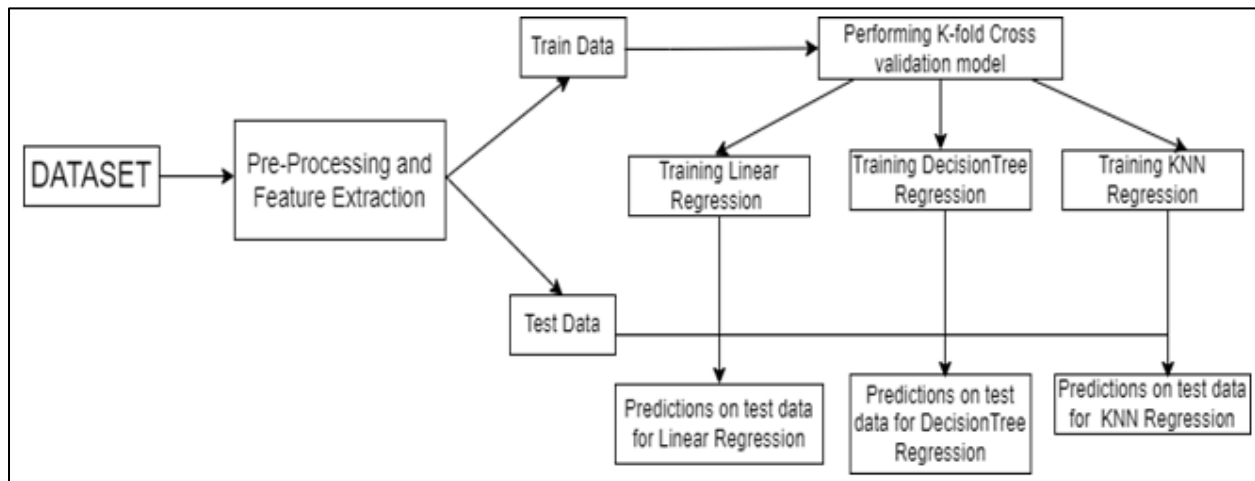 Train Data
Performing K-fold Cross
validation model
DATASET
Pre-Processing and
Feature Extraction
Training Linear
Regression
Training DecisionTree
Regression
Training KNN
Regression
Test Data
Predictions on test data
for Linear Regression
Predictions on test
data for DecisionTree
Regression
Predictions on test data
for KNN Regression